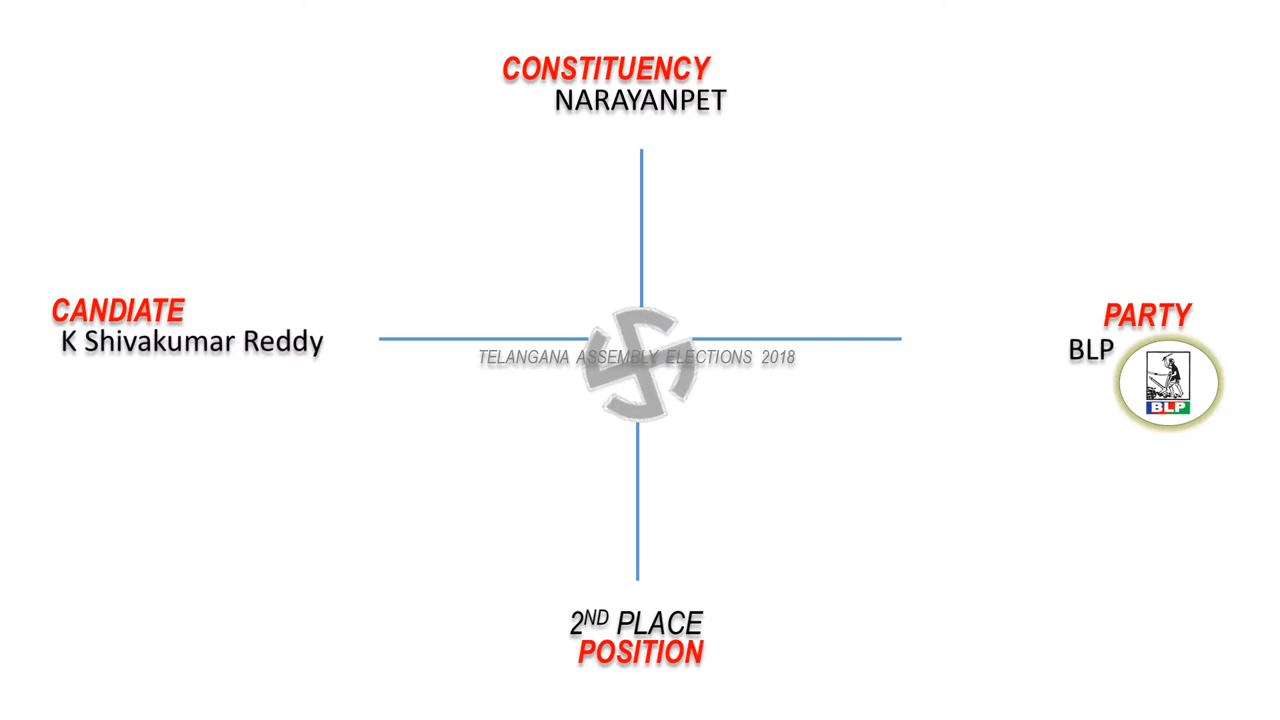 CONSTITUENCY
NARAYANPET
CANDIATE
K Shivakumar Reddy
PARTY
BLP
BLP
TELANGANA ASSEMBLY ELECTIONS 2018
2ND PLACE
POSITION